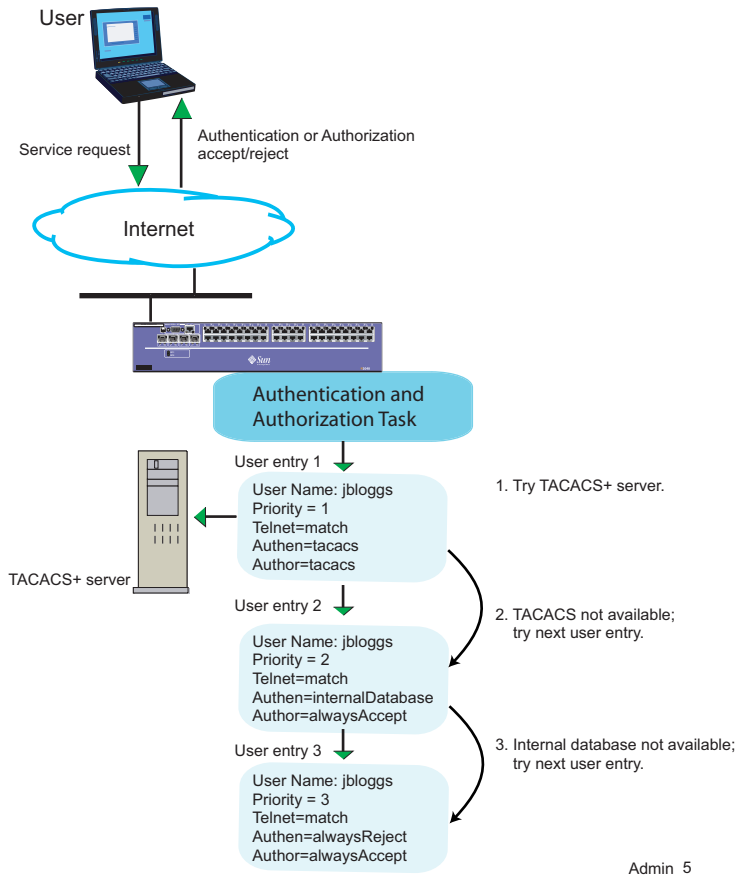 User
Service request
Authentication or Authorization
accept/reject
Internet
Sun
Authentication and
Authorization Task
User entry 1
User Name: jbloggs
Priority = 1
Telnet=match
Authen=tacacs
Author=tacacs
1. Try TACACS+ server.
TACACS+ server
User entry 2
User Name: jbloggs
Priority = 2
Telnet=match
Authen=internalDatabase
Author=alwaysAccept
2. TACACS not available;
try next user entry.
User entry 3
User Name: jbloggs
Priority = 3
Telnet=match
Authen=alwaysReject
Author=alwaysAccept
3. Internal database not available;
try next user entry.
Admin 5